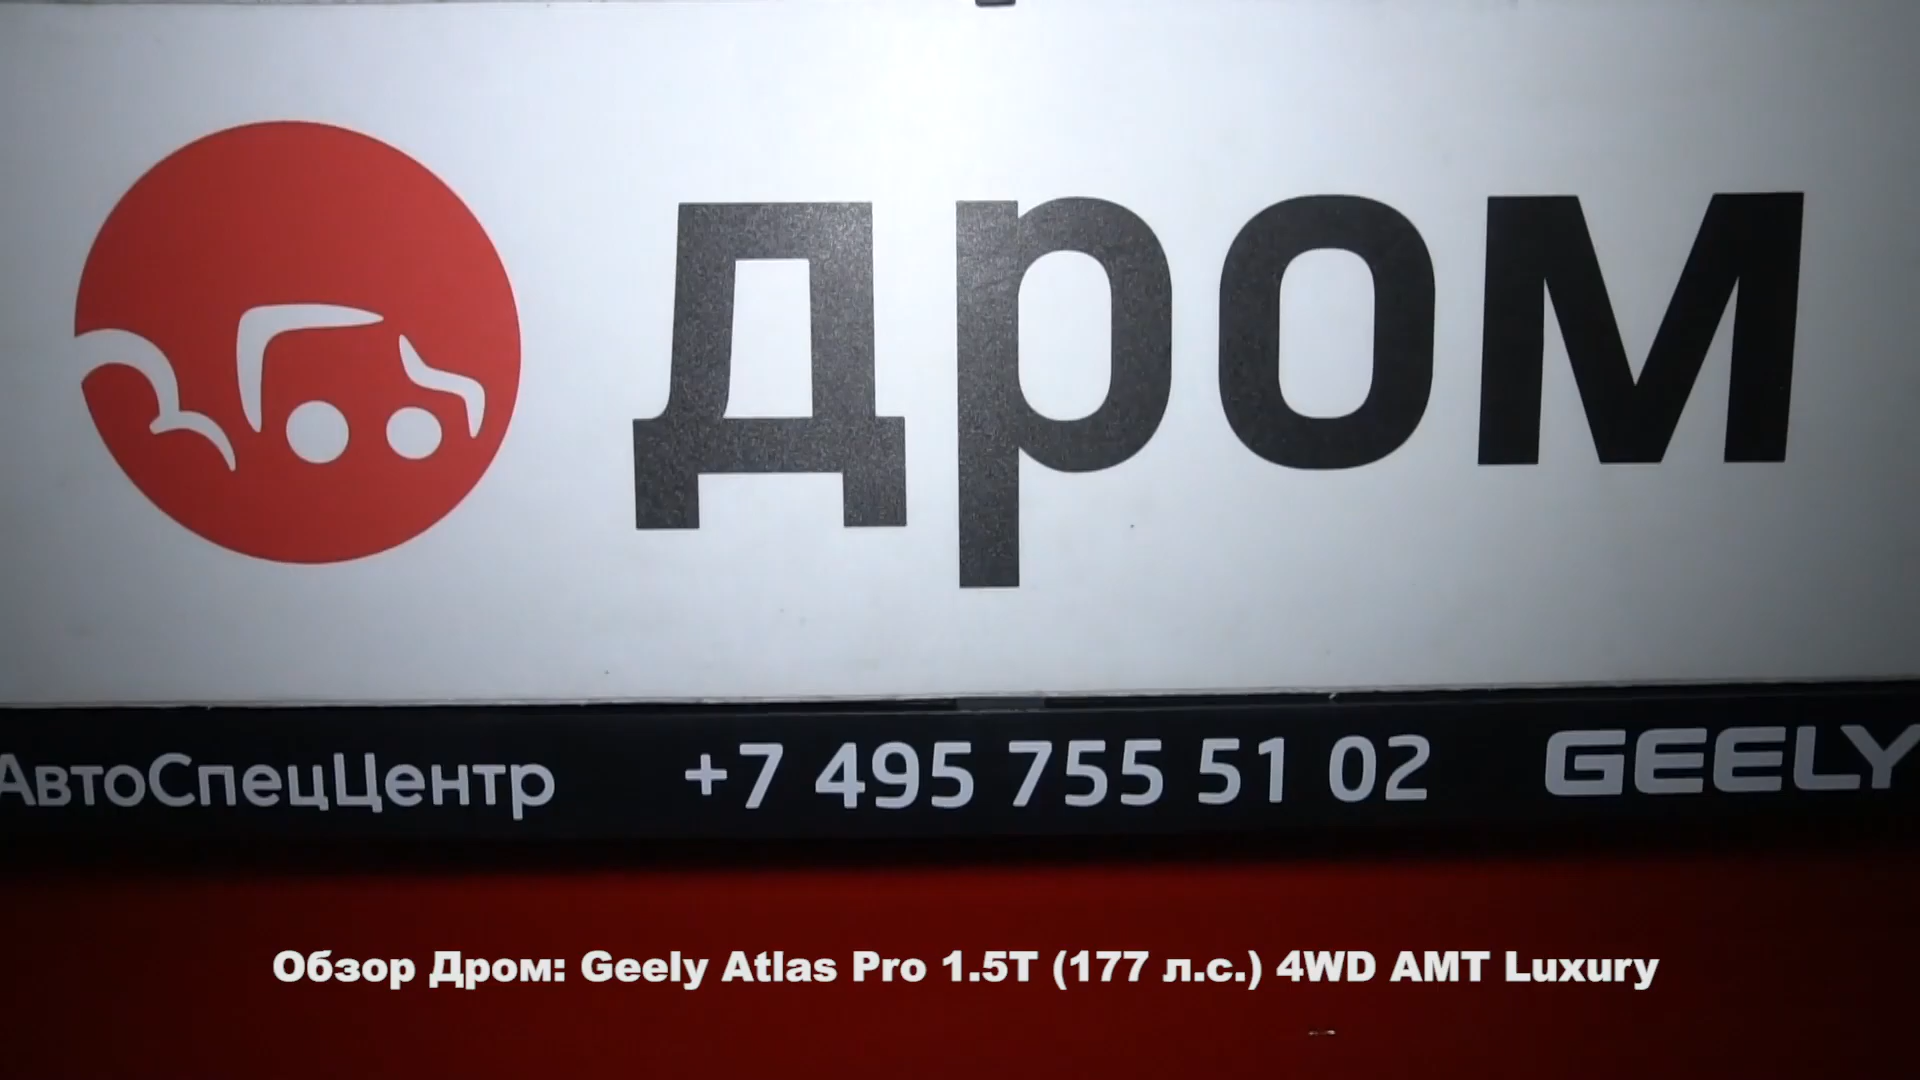 дром
АвтоСпецЦентр +7 495 755 51 02 GEELY
Обзор Дром: Geely Atlas Pro 1.5T (177 л.с.) 4WD AMT Luxury